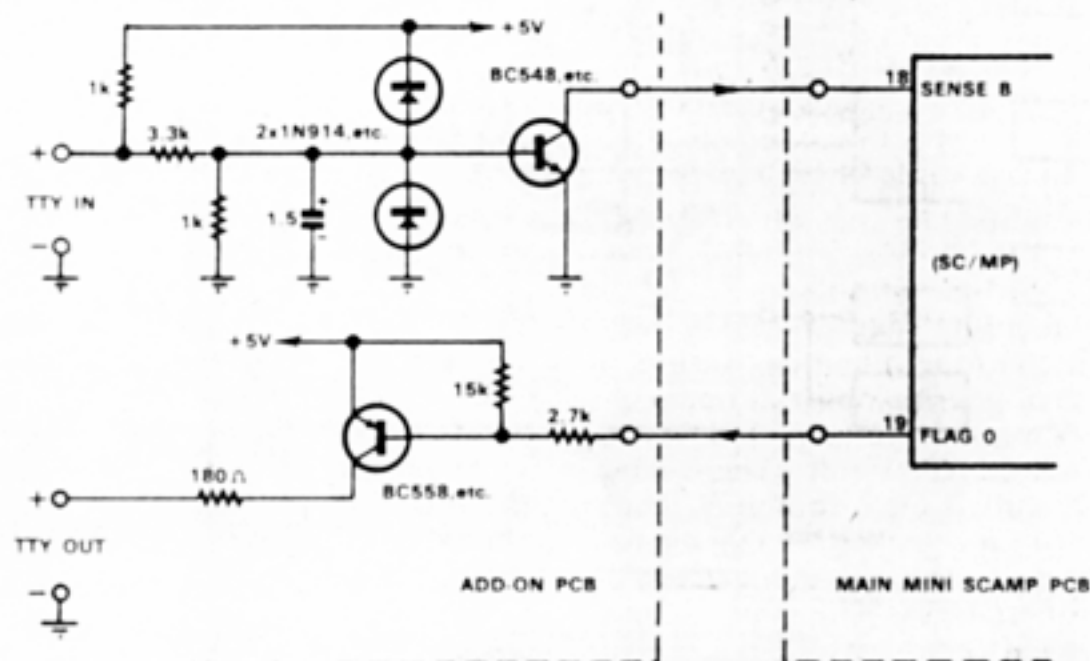 +5V
1k
BC548,etc.
18
SENSE B
3.3k
2x1N914,etc.
+
TTY IN
-
1k
1.5
+
-
(SC/MP)
+5V
15k
2.7k
19
FLAG 0
180Ω
BC558,etc.
+
TTY OUT
-
ADD-ON PCB
MAIN MINI SCAMP PCB